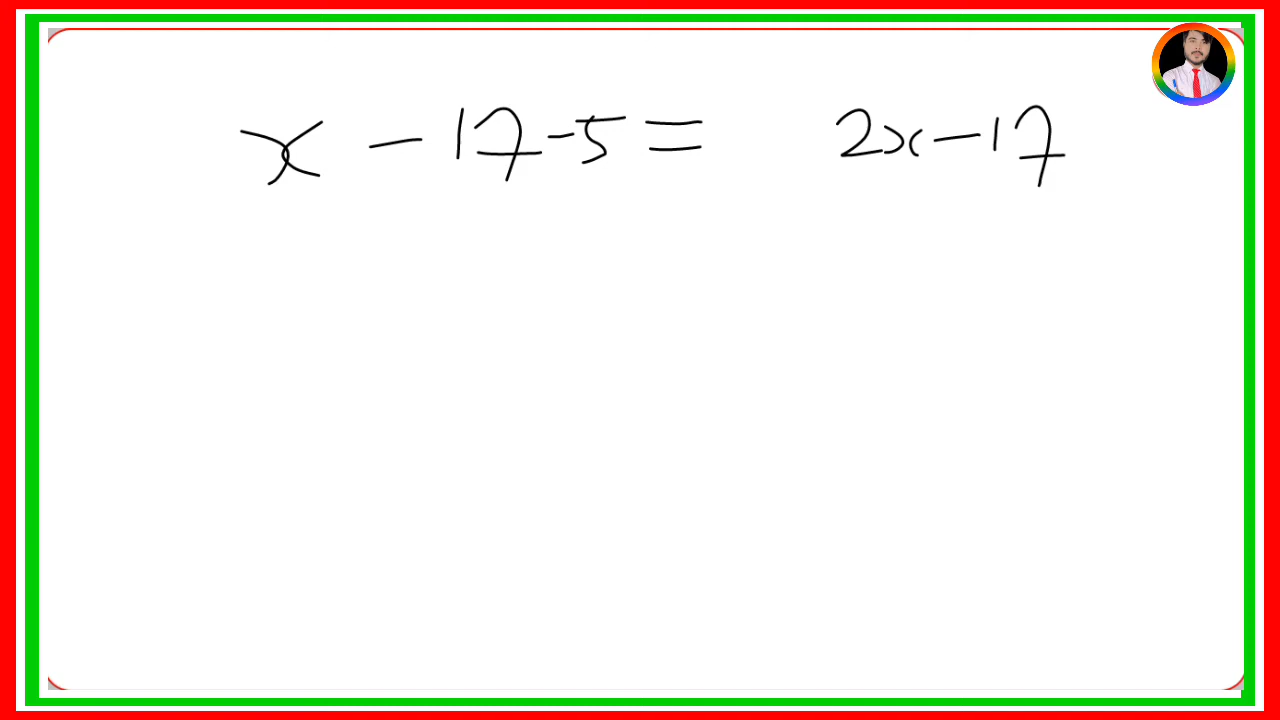 x - 17 - 5 = 2x - 17